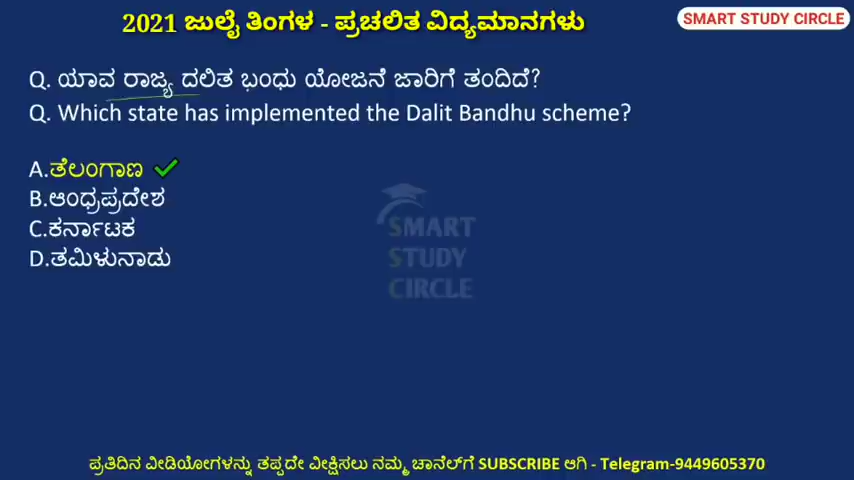 2021 ಜುಲೈ ತಿಂಗಳ - ಪ್ರಚಲಿತ ವಿದ್ಯಮಾನಗಳು
SMART STUDY CIRCLE
Q. ಯಾವ ರಾಜ್ಯ ದಲಿತ ಭಂಧು ಯೋಜನೆ ಜಾರಿಗೆ ತಂದಿದೆ?
Q. Which state has implemented the Dalit Bandhu scheme?
A.ತೆಲಂಗಾಣ
B.ಆಂಧ್ರಪ್ರದೇಶ
C.ಕರ್ನಾಟಕ
D.ತಮಿಳುನಾಡು
SMART
STUDY
CIRCLE
ಪ್ರತಿದಿನ ವೀಡಿಯೋಗಳನ್ನು ತಪ್ಪದೇ ವೀಕ್ಷಿಸಲು ನಮ್ಮ ಚಾನೆಲ್‌ಗೆ SUBSCRIBE ಆಗಿ - Telegram-9449605370